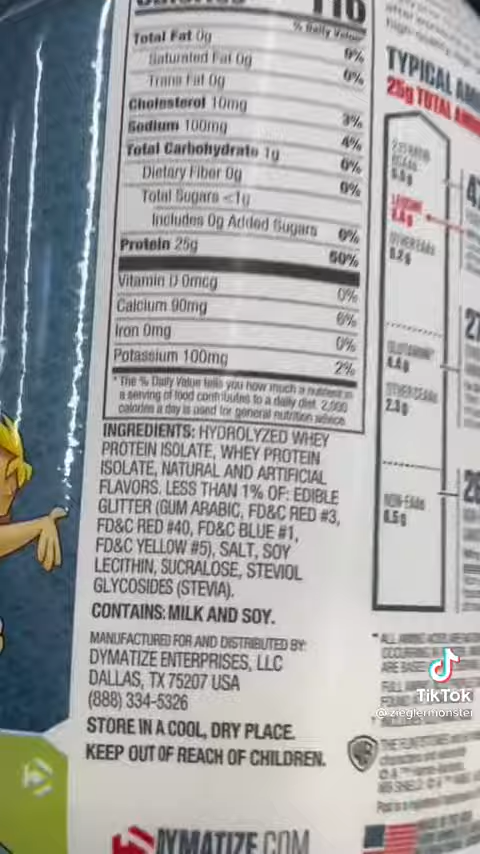 Calories 110
% Daily Value
Total Fat 0g 0%
Saturated Fat 0g 0%
Trans Fat 0g
Cholesterol 10mg 3%
Sodium 100mg 4%
Total Carbohydrate 1g 0%
Dietary Fiber 0g 0%
Total Sugars <1g
Includes 0g Added Sugars 0%
Protein 25g 50%
Vitamin D 0mcg 0%
Calcium 90mg 6%
Iron 0mg 0%
Potassium 100mg 2%
* The % Daily Value tells you how much a nutrient in
a serving of food contributes to a daily diet. 2,000
calories a day is used for general nutrition advice.
INGREDIENTS: HYDROLYZED WHEY
PROTEIN ISOLATE, WHEY PROTEIN
ISOLATE, NATURAL AND ARTIFICIAL
FLAVORS. LESS THAN 1% OF: EDIBLE
GLITTER (GUM ARABIC, FD&C RED #3,
FD&C RED #40, FD&C BLUE #1,
FD&C YELLOW #5), SALT, SOY
LECITHIN, SUCRALOSE, STEVIOL
GLYCOSIDES (STEVIA).
CONTAINS: MILK AND SOY.
MANUFACTURED FOR AND DISTRIBUTED BY:
DYMATIZE ENTERPRISES, LLC
DALLAS, TX 75207 USA
(888) 334-5326
STORE IN A COOL, DRY PLACE.
KEEP OUT OF REACH OF CHILDREN.
DYMATIZE.COM
TYPICAL
25g TOTAL
LEUCINE
TikTok
@zieglermonster